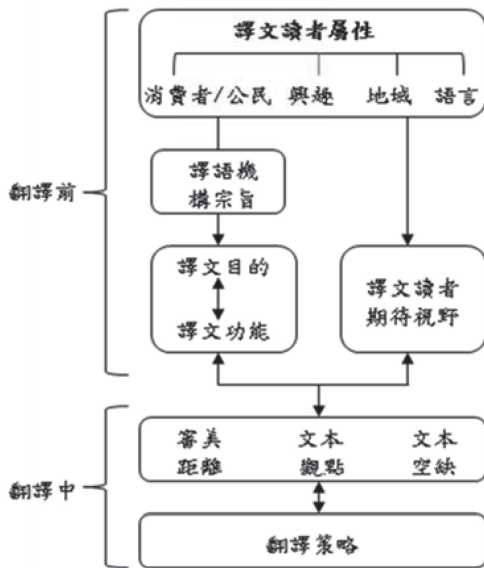 譯文讀者屬性
消費者/公民 興趣 地域 語言
翻譯前
譯語機
構宗旨
譯文目的
譯文功能
譯文讀者
期待視野
翻譯中
審美 文本 文本
距離 觀點 空缺
翻譯策略